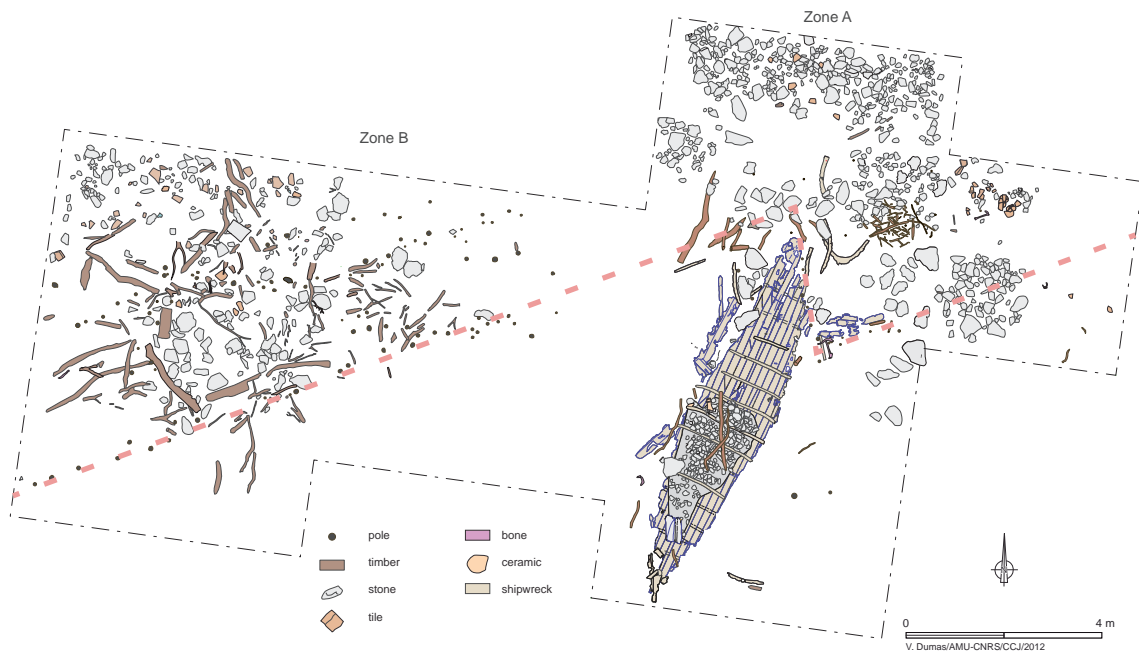 Zone A
Zone B
pole
timber
stone
tile
bone
ceramic
shipwreck
0 4 m
V. Dumas/AMU-CNRS/CCJ/2012